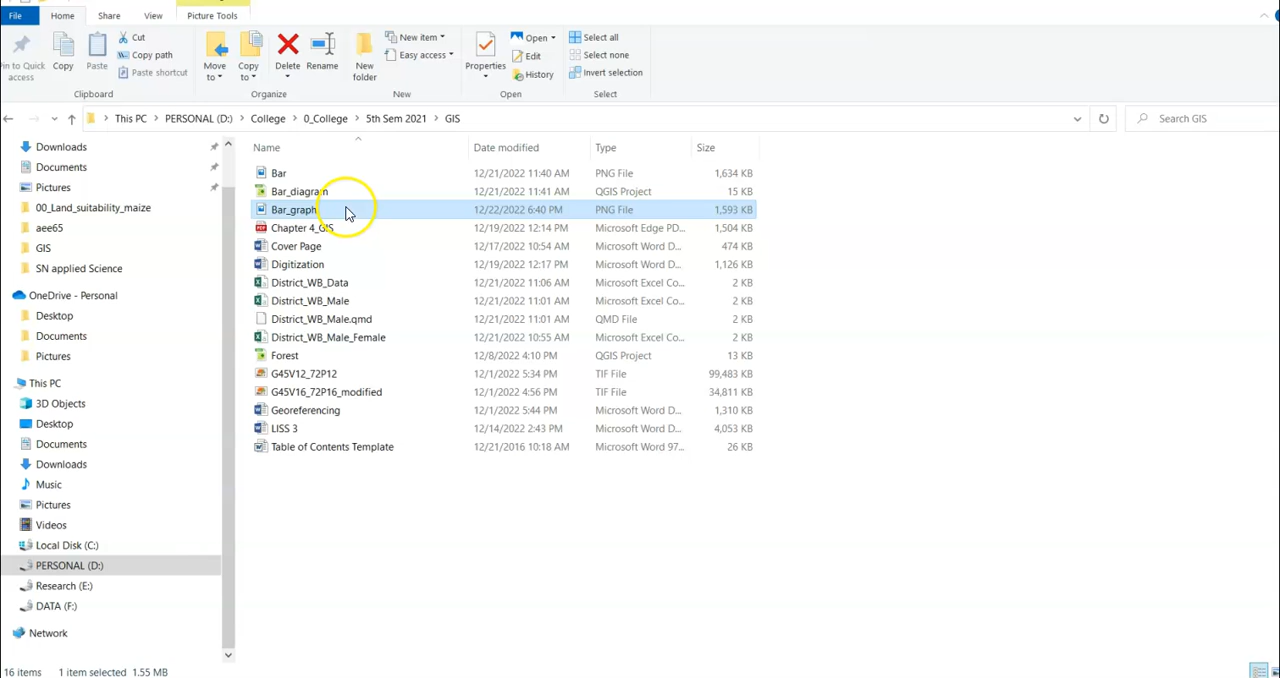 File Home Share View Picture Tools
Cut
Copy path
Paste shortcut
Pin to Quick access
Copy
Paste
Move to
Copy to
Delete
Rename
New folder
New item
Easy access
Properties
Open
Edit
History
Select all
Select none
Invert selection
Clipboard Organize New Open Select
This PC > PERSONAL (D:) > College > 0_College > 5th Sem 2021 > GIS
Search GIS
Downloads
Documents
Pictures
00_Land_suitability_maize
aee65
GIS
SN applied Science
OneDrive - Personal
Desktop
Documents
Pictures
This PC
3D Objects
Desktop
Documents
Downloads
Music
Pictures
Videos
Local Disk (C:)
PERSONAL (D:)
Research (E:)
DATA (F:)
Network
Name Date modified Type Size
Bar 12/21/2022 11:40 AM PNG File 1,634 KB
Bar_diagram 12/21/2022 11:41 AM QGIS Project 15 KB
Bar_graph 12/22/2022 6:40 PM PNG File 1,593 KB
Chapter 4_GIS 12/19/2022 12:14 PM Microsoft Edge PD... 1,504 KB
Cover Page 12/17/2022 10:54 AM Microsoft Word D... 474 KB
Digitization 12/19/2022 12:17 PM Microsoft Word D... 1,126 KB
District_WB_Data 12/21/2022 11:06 AM Microsoft Excel Co... 2 KB
District_WB_Male 12/21/2022 11:01 AM Microsoft Excel Co... 2 KB
District_WB_Male.qmd 12/21/2022 11:01 AM QMD File 2 KB
District_WB_Male_Female 12/21/2022 10:55 AM Microsoft Excel Co... 2 KB
Forest 12/8/2022 4:10 PM QGIS Project 13 KB
G45V12_72P12 12/1/2022 5:34 PM TIF File 99,483 KB
G45V16_72P16_modified 12/1/2022 4:56 PM TIF File 34,811 KB
Georeferencing 12/1/2022 5:44 PM Microsoft Word D... 1,310 KB
LISS 3 12/14/2022 2:43 PM Microsoft Word D... 4,053 KB
Table of Contents Template 12/21/2016 10:18 AM Microsoft Word 97... 26 KB
16 items 1 item selected 1.55 MB